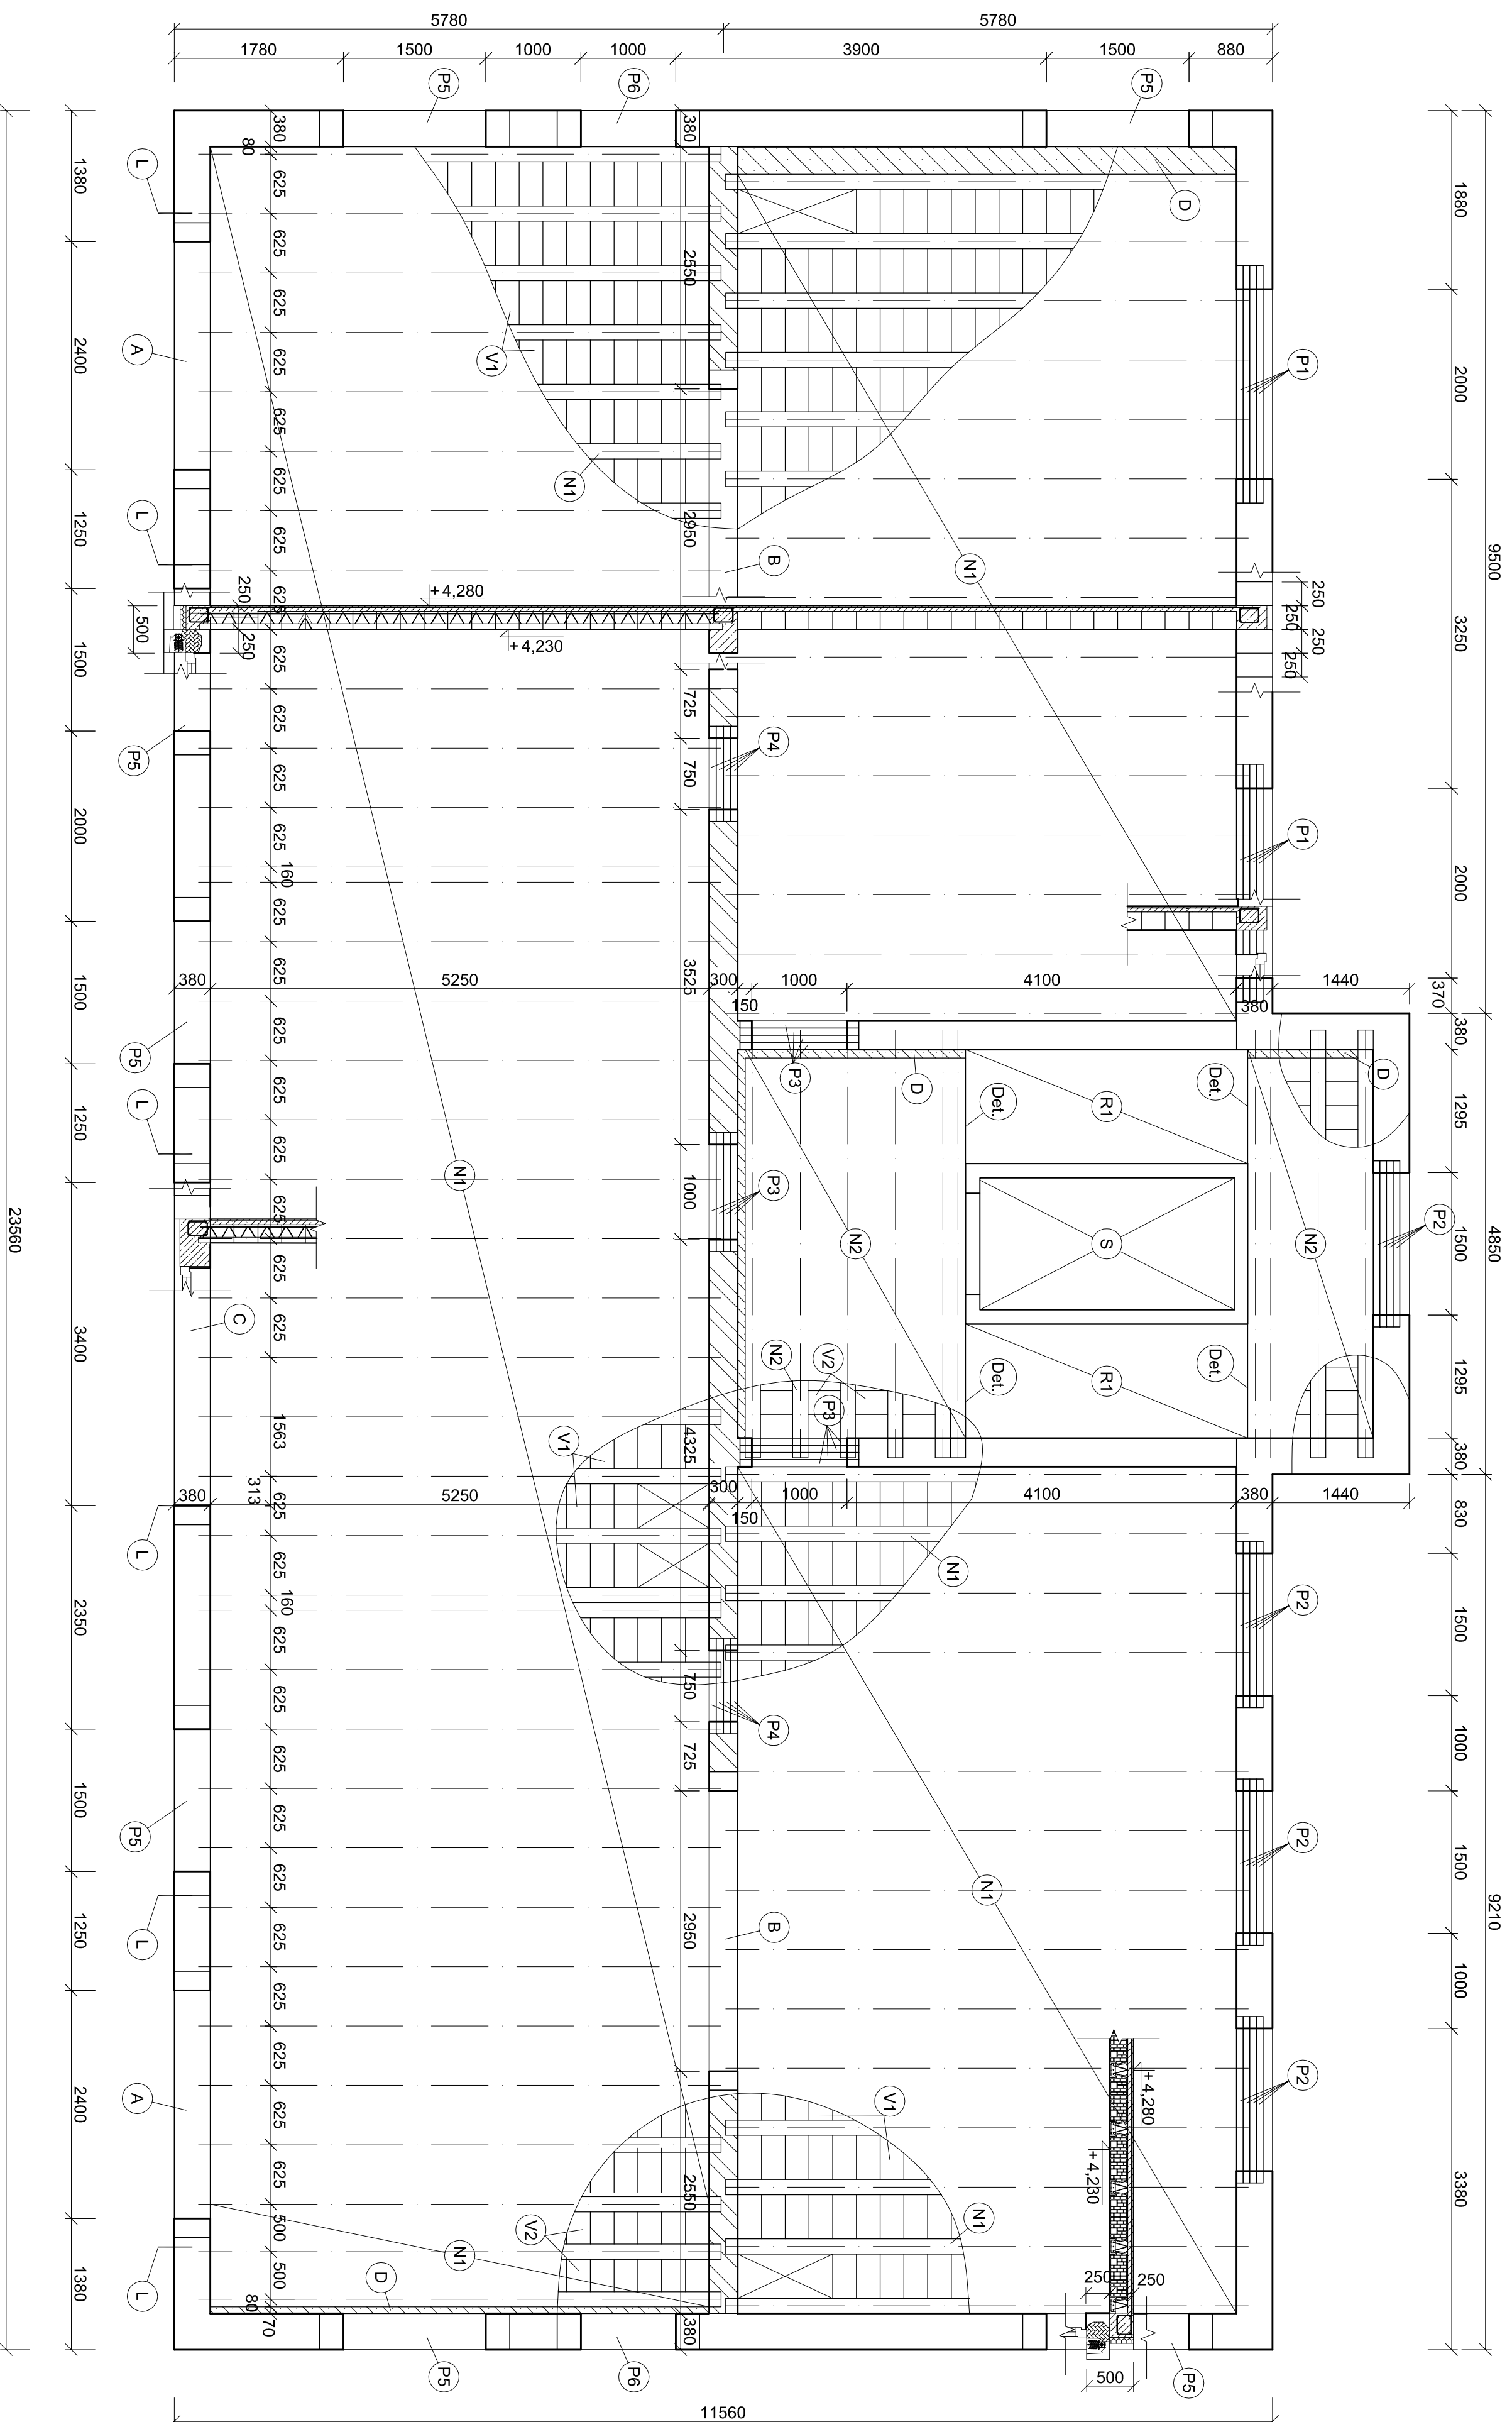 5780
5780
1780
1500
1000
1000
3900
1500
880
P5
P6
P5
380
80
625
625
625
625
625
625
625
625
625
625
625
625
160
625
625
625
625
625
625
625
625
1563
313
625
625
160
625
625
625
625
625
625
625
625
625
625
500
500
80
70
1380
2400
1250
1500
2000
1500
1250
3400
2350
1500
1250
2400
1380
23560
L
A
L
P5
P5
L
C
L
P5
L
A
L
380
2550
2950
725
750
3525
1000
4325
750
725
2950
2550
380
V1
N1
B
D
N1
P1
P1
+4,280
+4,230
250
250
500
250
250
250
250
P4
380
5250
300
1000
4100
380
1440
150
P3
D
Det.
R1
Det.
D
N1
P3
N2
S
N2
P2
N2
V2
P3
Det.
R1
Det.
V1
380
5250
300
1000
4100
380
1440
150
N1
P2
P4
P2
N1
B
P2
V1
N1
V2
N1
D
+4,280
+4,230
250
250
500
P5
P6
P5
11560
1880
2000
3250
2000
370
380
1295
1500
1295
380
830
1500
1000
1500
1000
3380
9500
4850
9210